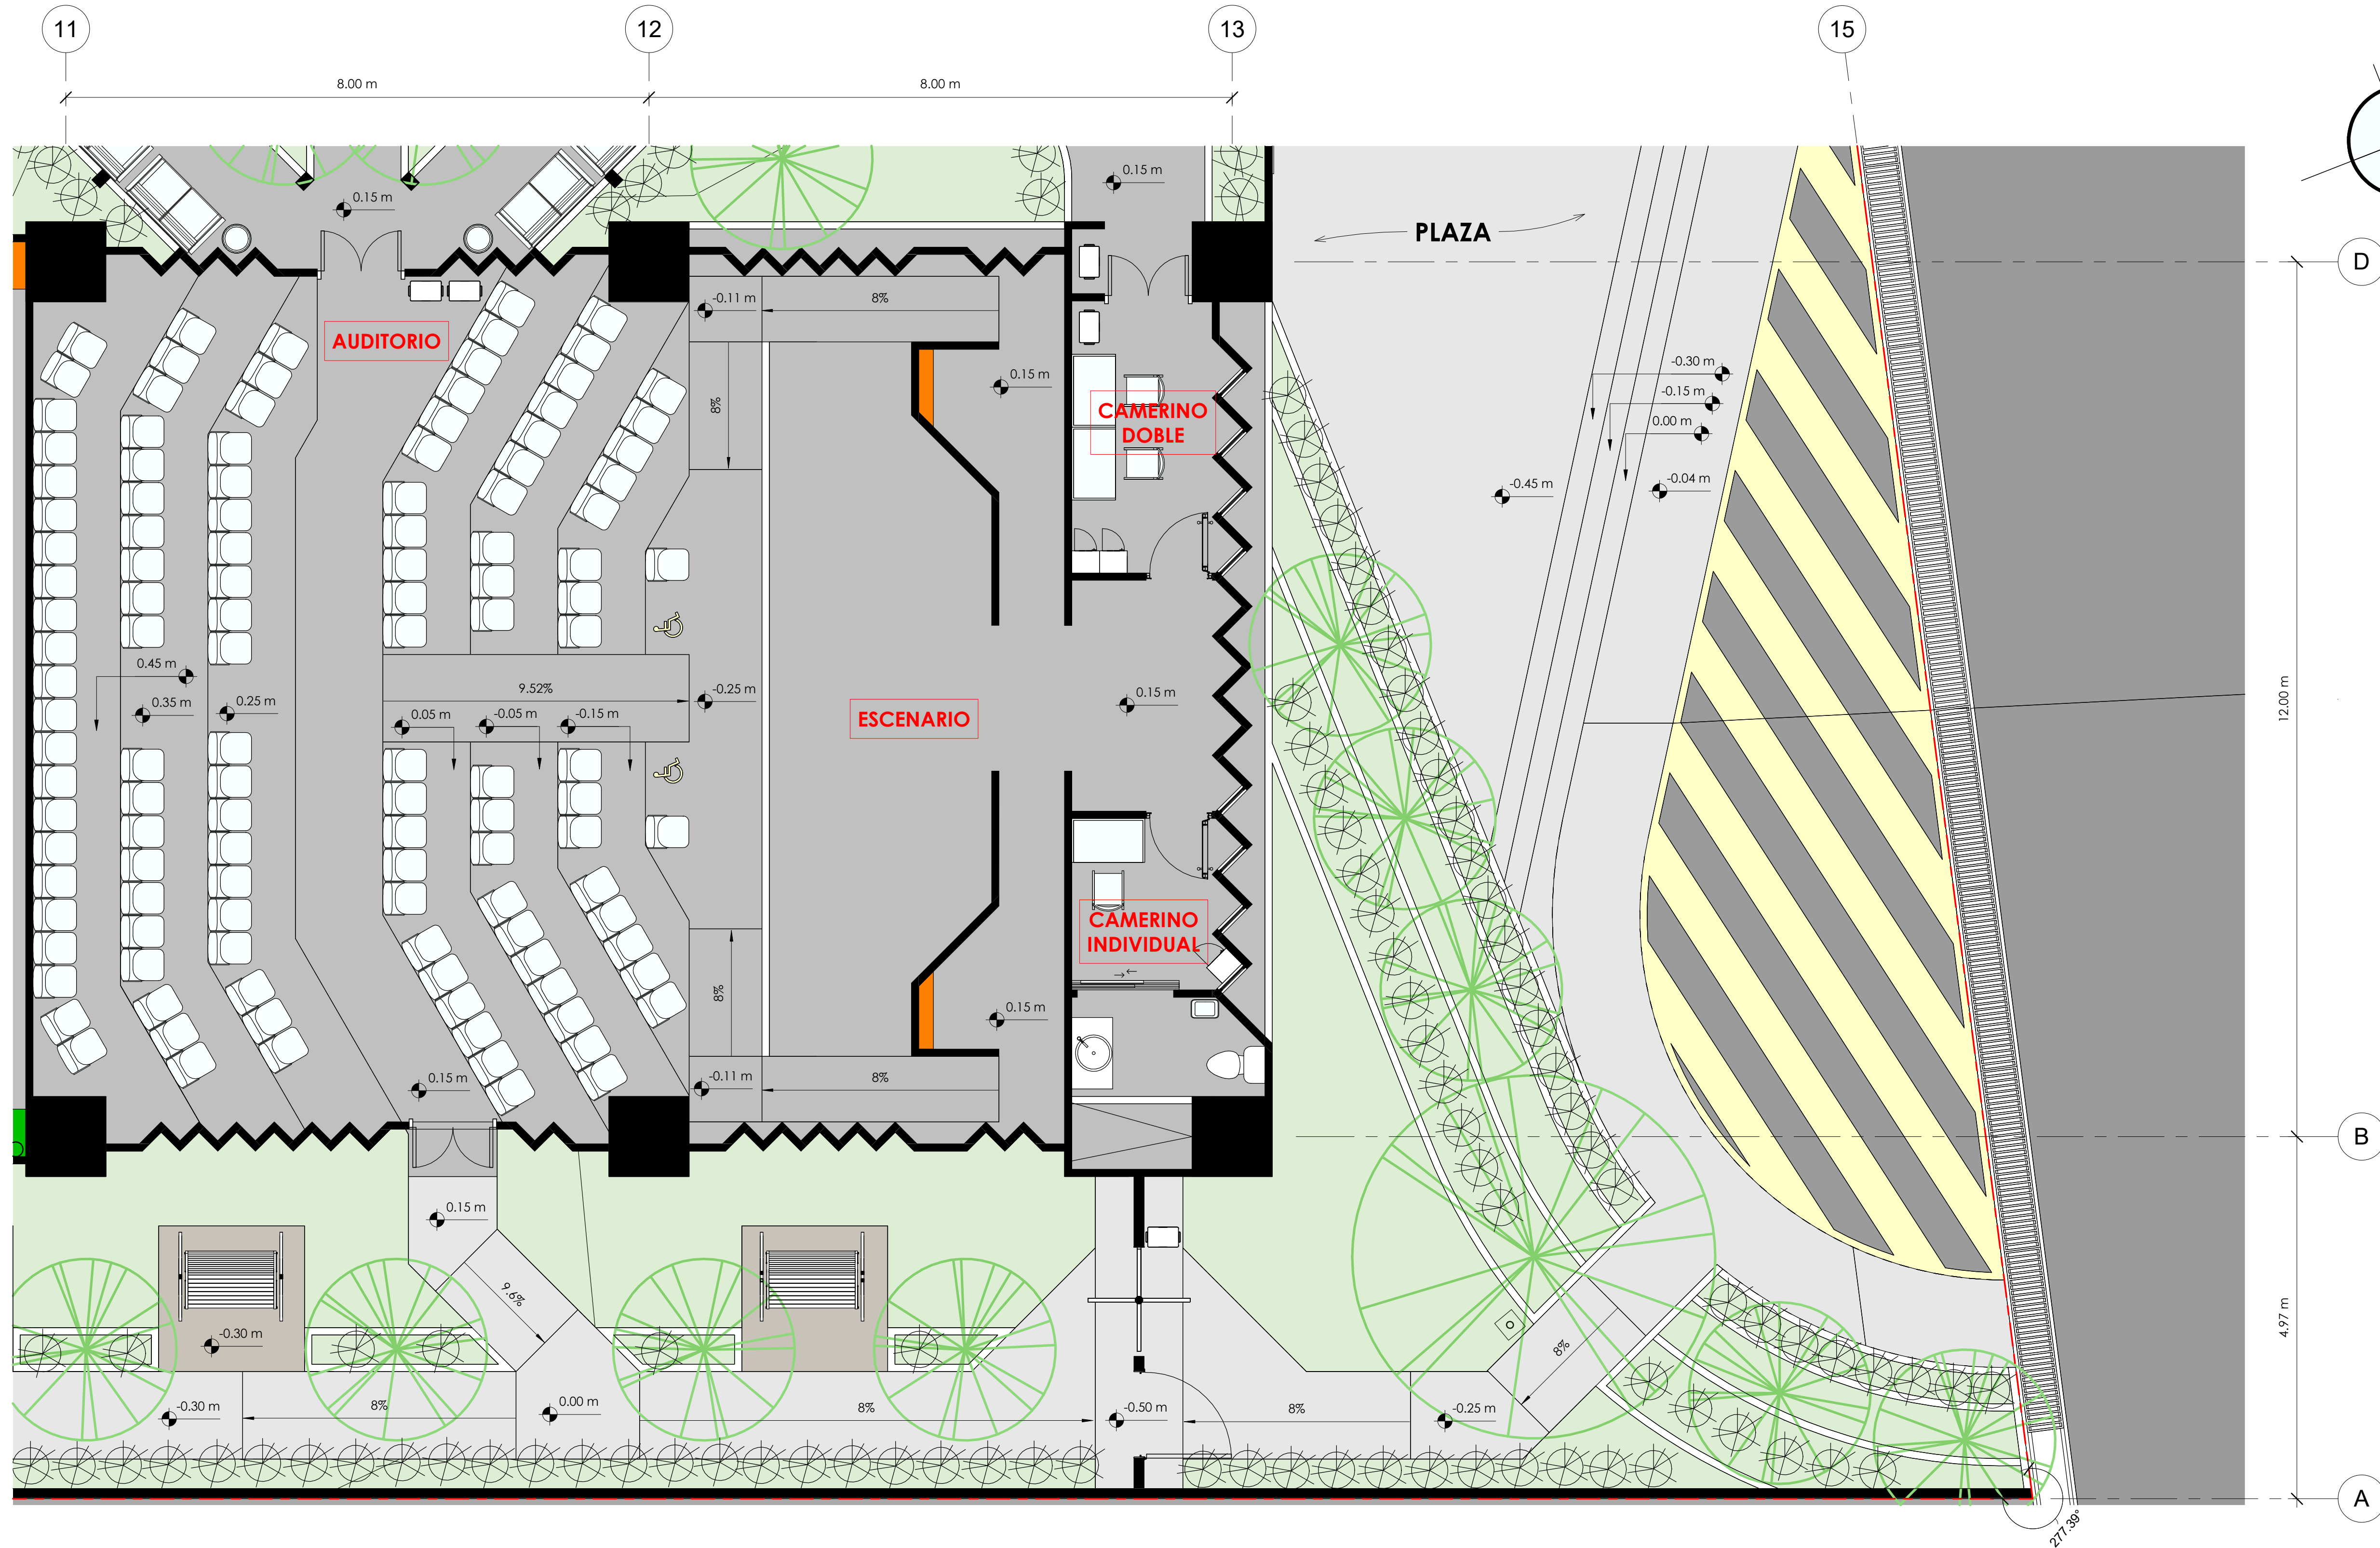 11
12
13
15
8.00 m
8.00 m
0.15 m
0.15 m
PLAZA
D
-0.11 m
8%
AUDITORIO
0.15 m
CAMERINO
DOBLE
8%
-0.30 m
-0.15 m
0.00 m
-0.45 m
-0.04 m
0.45 m
0.35 m
0.25 m
9.52%
-0.25 m
0.05 m
-0.05 m
-0.15 m
ESCENARIO
0.15 m
12.00 m
CAMERINO
INDIVIDUAL
8%
0.15 m
0.15 m
-0.11 m
8%
B
0.15 m
9.6%
-0.30 m
8%
4.97 m
-0.30 m
8%
0.00 m
8%
-0.50 m
8%
-0.25 m
A
277.39°